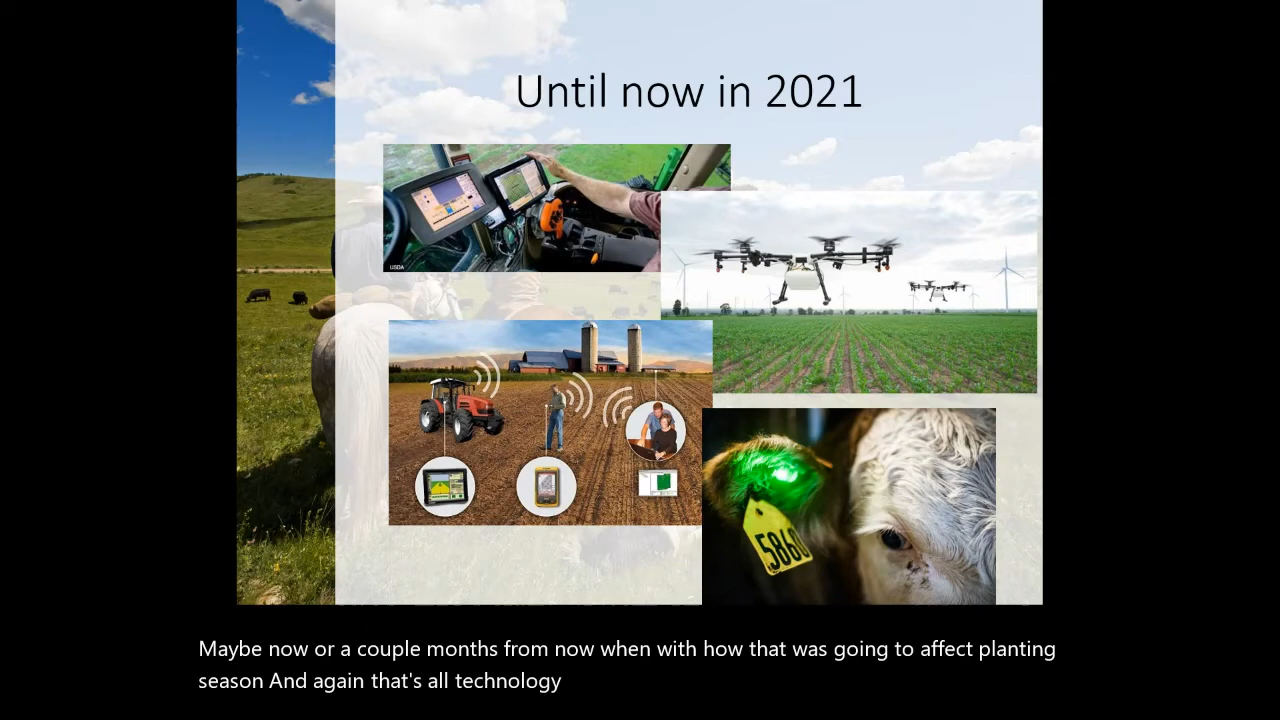 Until now in 2021
USDA
5860
Maybe now or a couple months from now when with how that was going to affect planting
season And again that's all technology